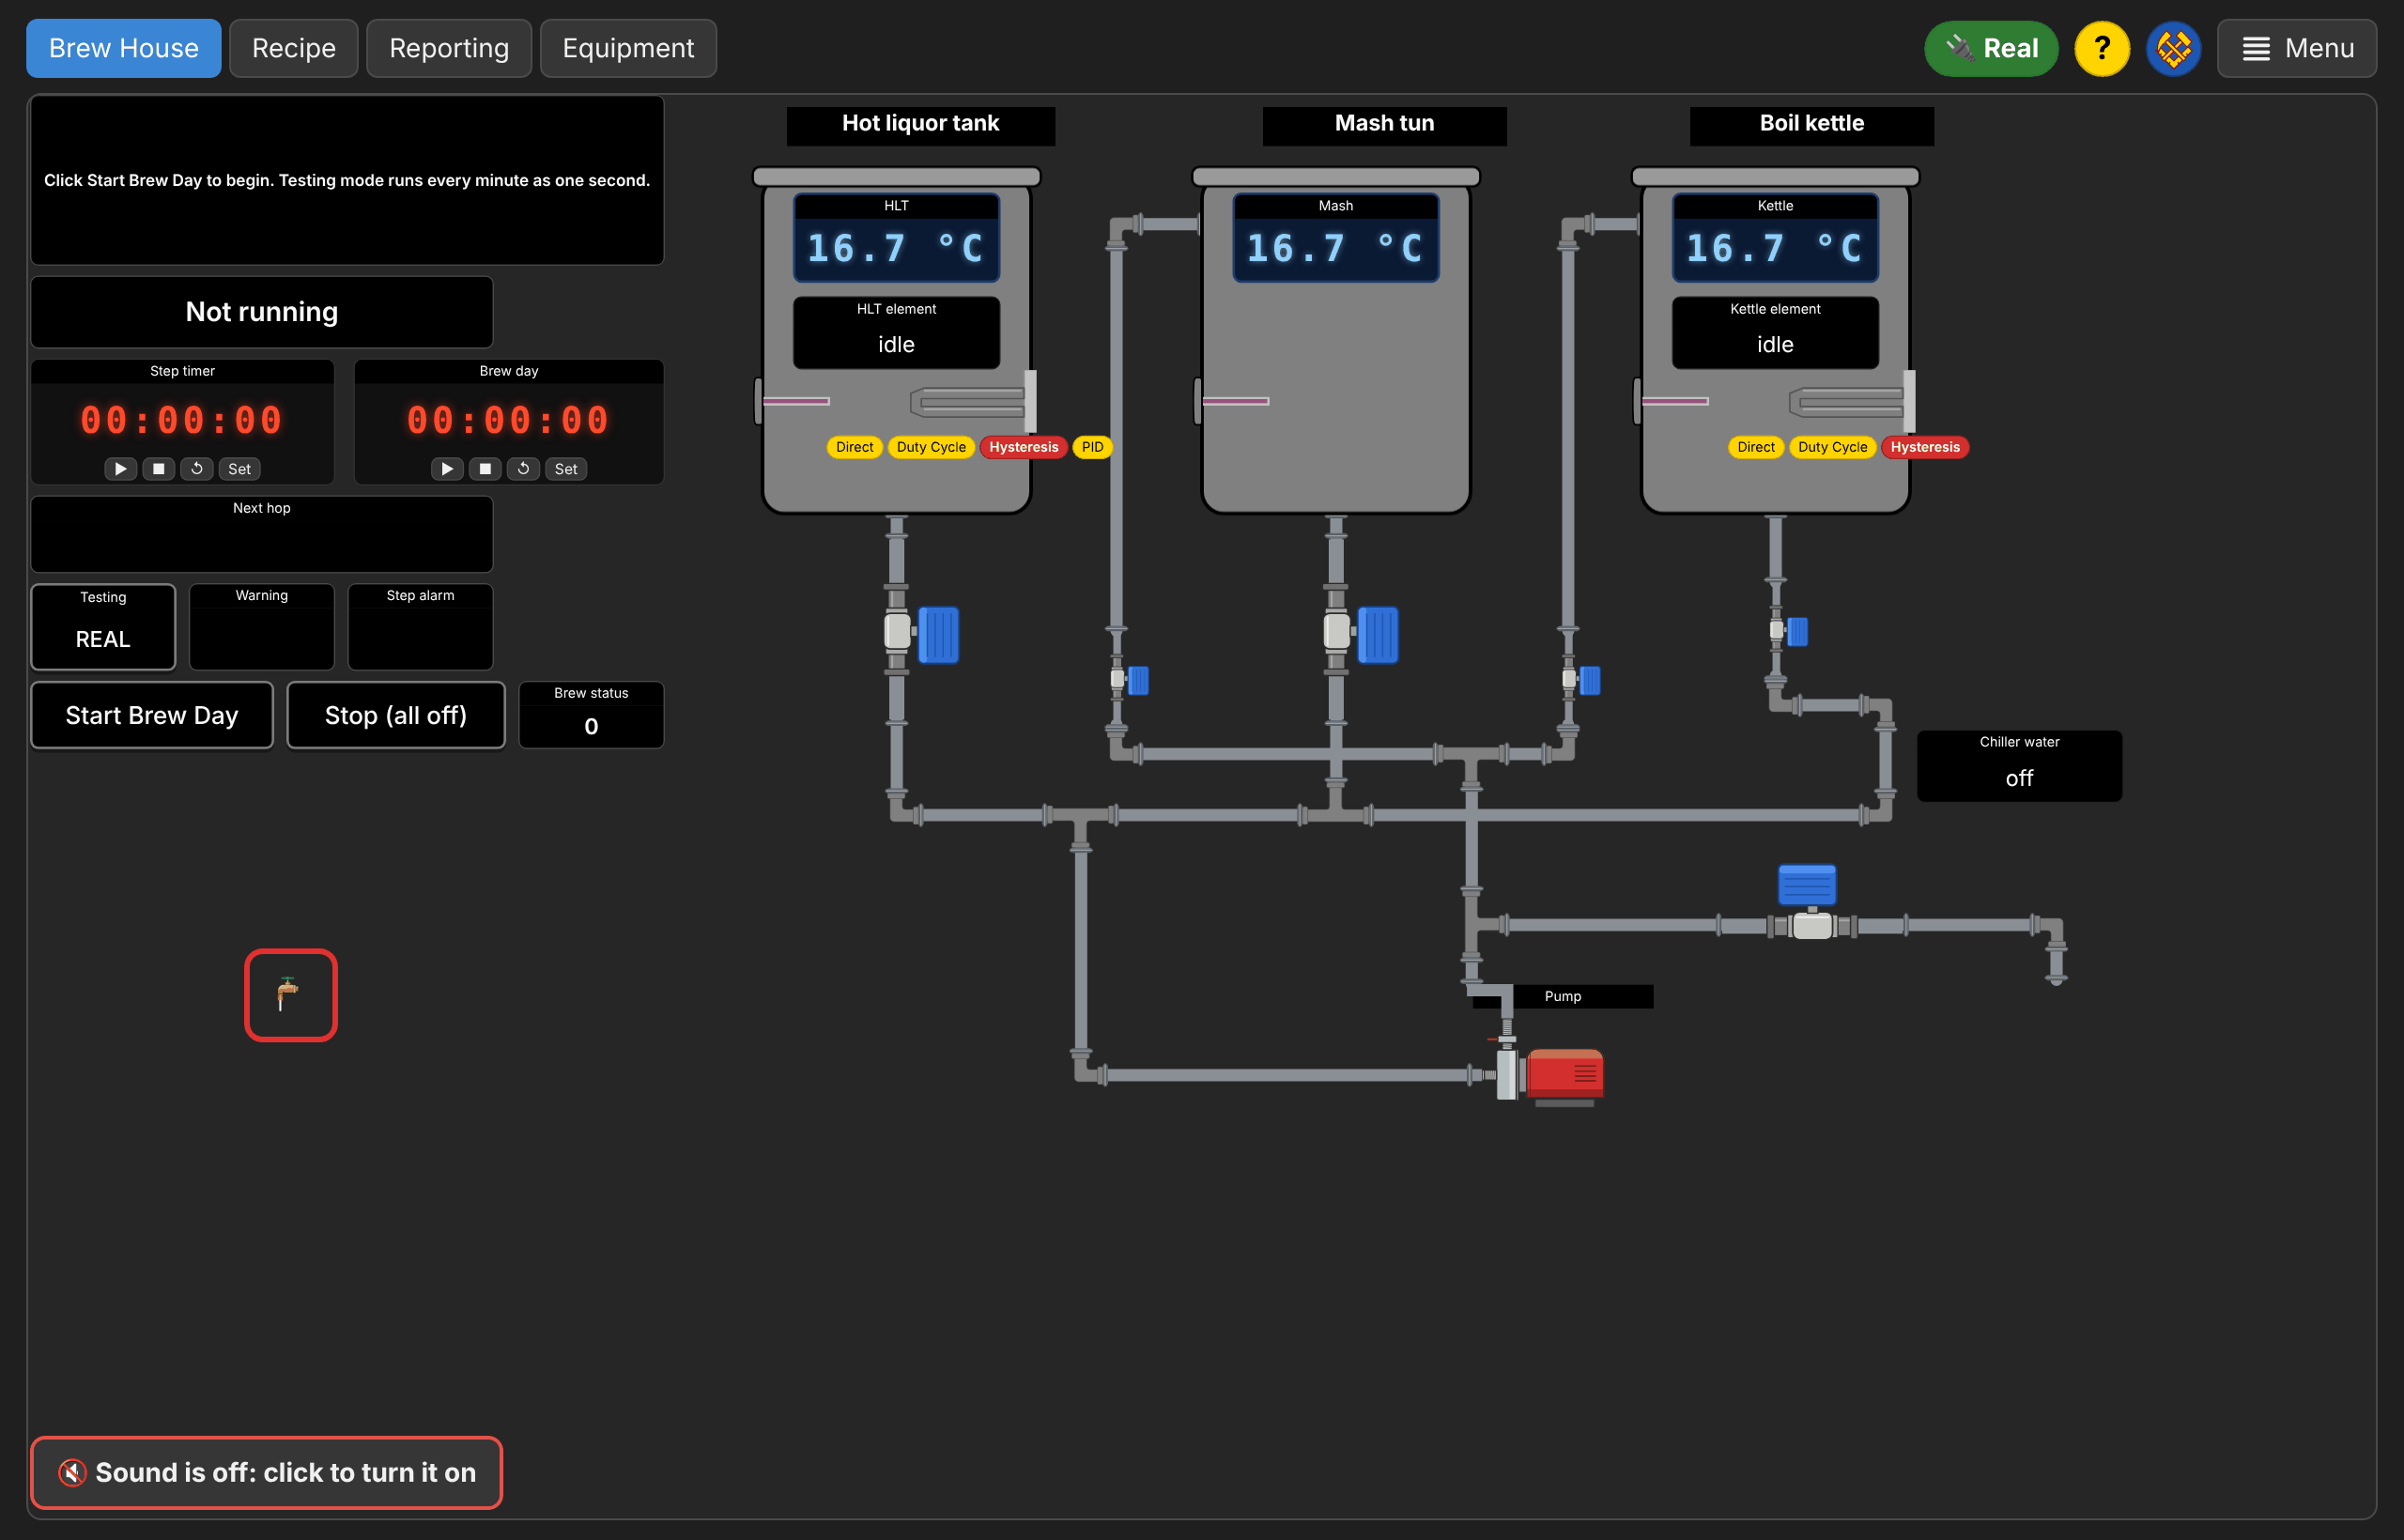 Brew House
Recipe
Reporting
Equipment
Real
?
Menu
Click Start Brew Day to begin. Testing mode runs every minute as one second.
Not running
Step timer
00:00:00
Set
Brew day
00:00:00
Set
Next hop
Testing
REAL
Warning
Step alarm
Start Brew Day
Stop (all off)
Brew status
0
Hot liquor tank
HLT
16.7 °C
HLT element
idle
Direct
Duty Cycle
Hysteresis
PID
Mash tun
Mash
16.7 °C
Boil kettle
Kettle
16.7 °C
Kettle element
idle
Direct
Duty Cycle
Hysteresis
Chiller water
off
Pump
Sound is off: click to turn it on